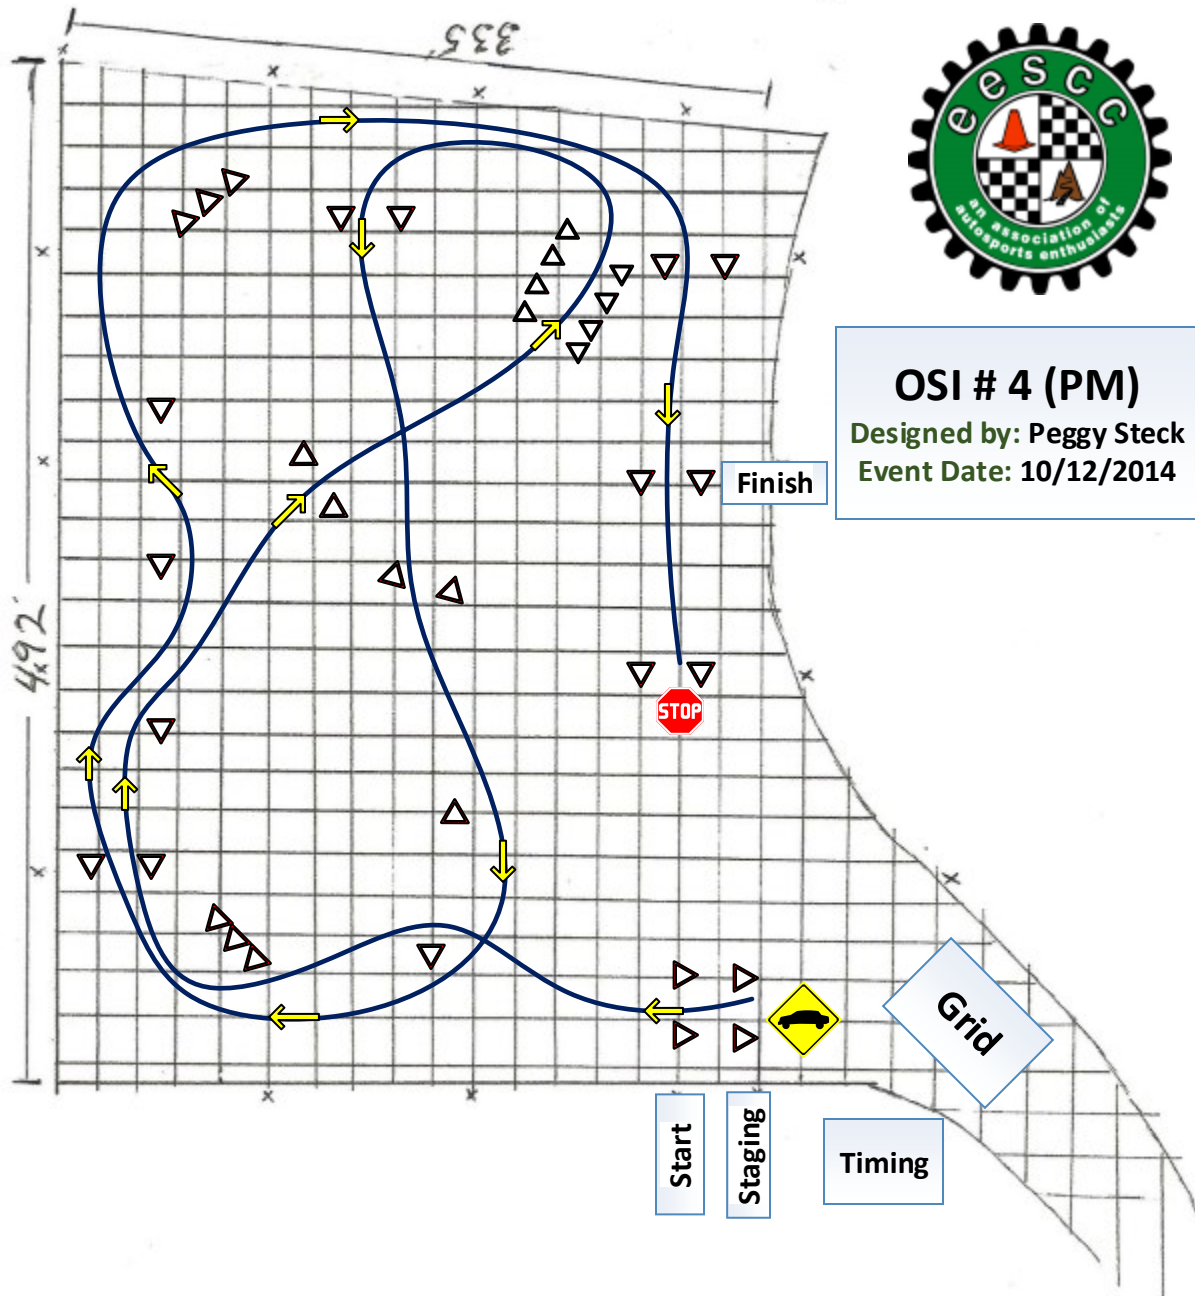 335'
eescc
an association of
autosports enthusiasts
OSI # 4 (PM)
Designed by: Peggy Steck
Event Date: 10/12/2014
Finish
492'
STOP
Grid
Start
Staging
Timing